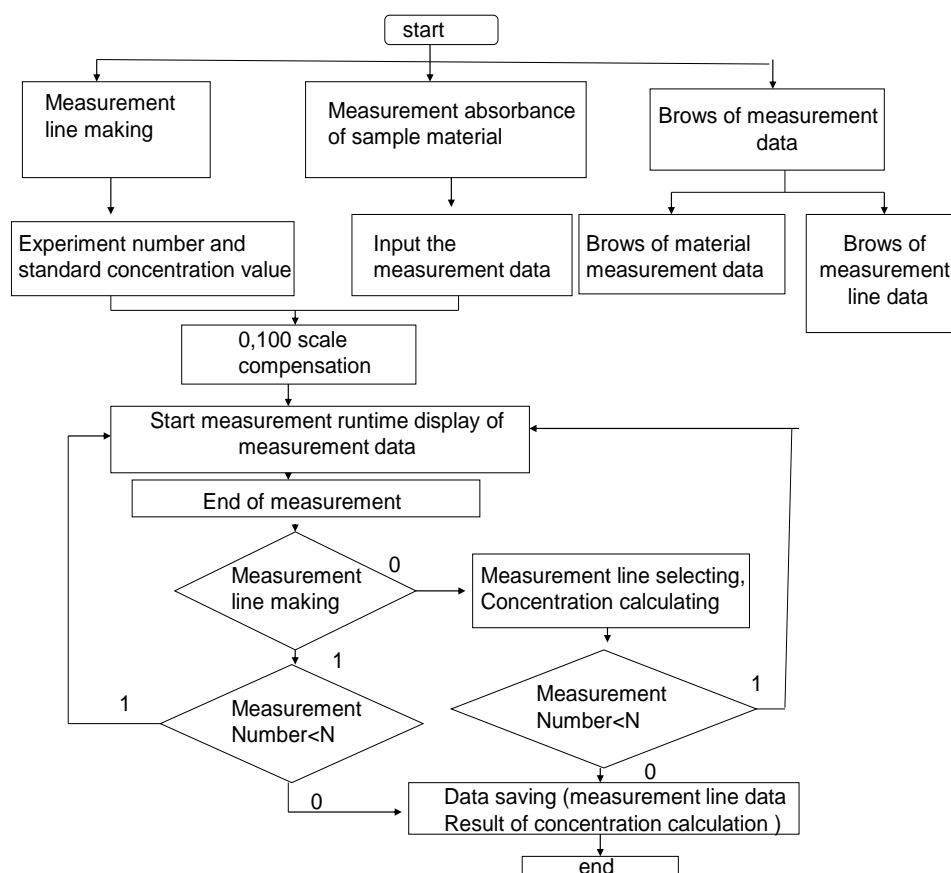 start
Measurement
line making
Measurement absorbance
of sample material
Brows of measurement
data
Experiment number and
standard concentration value
Input the
measurement data
Brows of material
measurement data
Brows of
measurement
line data
0,100 scale
compensation
Start measurement runtime display of
measurement data
End of measurement
Measurement
line making
0
Measurement line selecting,
Concentration calculating
1
Measurement
Number<N
1
Measurement
Number<N
1
0
0
Data saving (measurement line data
Result of concentration calculation )
end